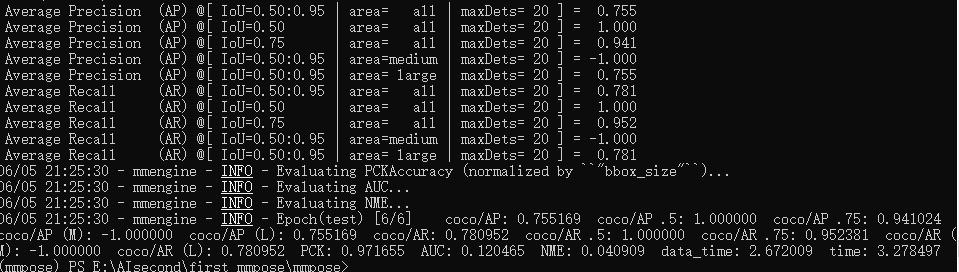 Average Precision  (AP) @[ IoU=0.50:0.95 | area=   all | maxDets= 20 ] =  0.755
Average Precision  (AP) @[ IoU=0.50      | area=   all | maxDets= 20 ] =  1.000
Average Precision  (AP) @[ IoU=0.75      | area=   all | maxDets= 20 ] =  0.941
Average Precision  (AP) @[ IoU=0.50:0.95 | area=medium | maxDets= 20 ] = -1.000
Average Precision  (AP) @[ IoU=0.50:0.95 | area= large | maxDets= 20 ] =  0.755
Average Recall     (AR) @[ IoU=0.50:0.95 | area=   all | maxDets= 20 ] =  0.781
Average Recall     (AR) @[ IoU=0.50      | area=   all | maxDets= 20 ] =  1.000
Average Recall     (AR) @[ IoU=0.75      | area=   all | maxDets= 20 ] =  0.952
Average Recall     (AR) @[ IoU=0.50:0.95 | area=medium | maxDets= 20 ] = -1.000
Average Recall     (AR) @[ IoU=0.50:0.95 | area= large | maxDets= 20 ] =  0.781
06/05 21:25:30 - mmengine - INFO - Evaluating PCKAccuracy (normalized by ``"bbox_size"``)...
06/05 21:25:30 - mmengine - INFO - Evaluating AUC...
06/05 21:25:30 - mmengine - INFO - Evaluating NME...
06/05 21:25:30 - mmengine - INFO - Epoch(test) [6/6]    coco/AP: 0.755169  coco/AP .5: 1.000000  coco/AP .75: 0.941024
coco/AP (M): -1.000000  coco/AP (L): 0.755169  coco/AR: 0.780952  coco/AR .5: 1.000000  coco/AR .75: 0.952381  coco/AR (
M): -1.000000  coco/AR (L): 0.780952  PCK: 0.971655  AUC: 0.120465  NME: 0.040909  data_time: 2.672009  time: 3.278497
(mmpose) PS E:\AIsecond\first_mmpose\mmpose>